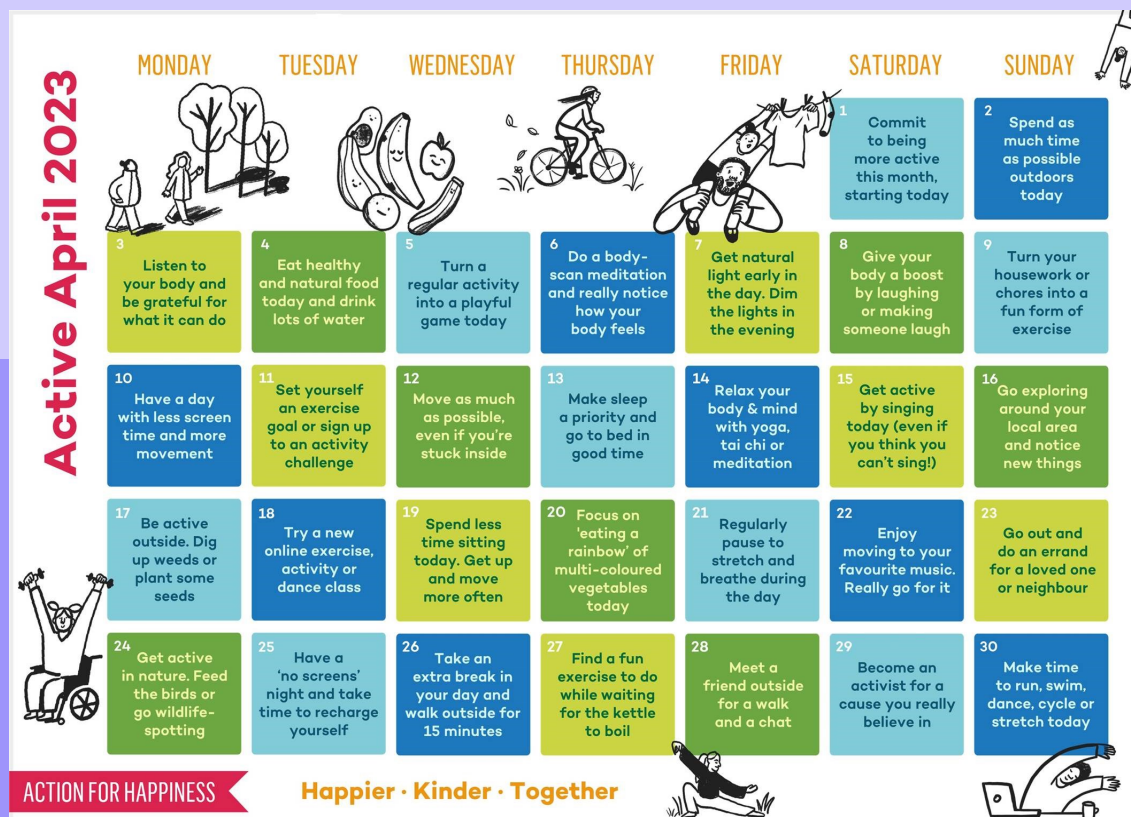 Active April 2023
MONDAY
TUESDAY
WEDNESDAY
THURSDAY
FRIDAY
SATURDAY
SUNDAY
1
Commit
to being
more active
this month,
starting today
2
Spend as
much time
as possible
outdoors
today
3
Listen to
your body and
be grateful for
what it can do
4
Eat healthy
and natural food
today and drink
lots of water
5
Turn a
regular activity
into a playful
game today
6
Do a body-
scan meditation
and really notice
how your
body feels
7
Get natural
light early in
the day. Dim
the lights in
the evening
8
Give your
body a boost
by laughing
or making
someone laugh
9
Turn your
housework or
chores into a
fun form of
exercise
10
Have a day
with less screen
time and more
movement
11
Set yourself
an exercise
goal or sign up
to an activity
challenge
12
Move as much
as possible,
even if you're
stuck inside
13
Make sleep
a priority and
go to bed in
good time
14
Relax your
body & mind
with yoga,
tai chi or
meditation
15
Get active
by singing
today (even if
you think you
can't sing!)
16
Go exploring
around your
local area
and notice
new things
17
Be active
outside. Dig
up weeds or
plant some
seeds
18
Try a new
online exercise,
activity or
dance class
19
Spend less
time sitting
today. Get up
and move
more often
20
Focus on
'eating a
rainbow' of
multi-coloured
vegetables
today
21
Regularly
pause to
stretch and
breathe during
the day
22
Enjoy
moving to your
favourite music.
Really go for it
23
Go out and
do an errand
for a loved one
or neighbour
24
Get active
in nature. Feed
the birds or
go wildlife-
spotting
25
Have a
'no screens'
night and take
time to recharge
yourself
26
Take an
extra break in
your day and
walk outside for
15 minutes
27
Find a fun
exercise to do
while waiting
for the kettle
to boil
28
Meet a
friend outside
for a walk
and a chat
29
Become an
activist for a
cause you really
believe in
30
Make time
to run, swim,
dance, cycle or
stretch today
ACTION FOR HAPPINESS
Happier · Kinder · Together